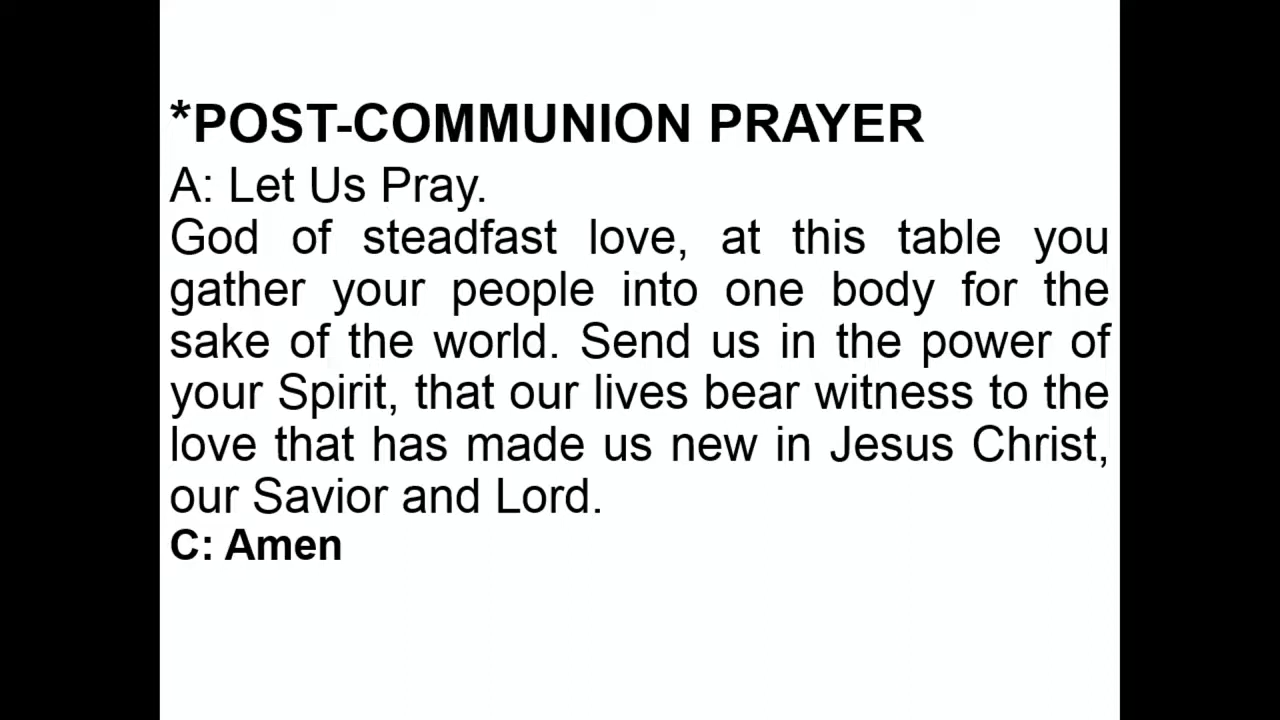 *POST-COMMUNION PRAYER
A: Let Us Pray.
God of steadfast love, at this table you
gather your people into one body for the
sake of the world. Send us in the power of
your Spirit, that our lives bear witness to the
love that has made us new in Jesus Christ,
our Savior and Lord.
C: Amen